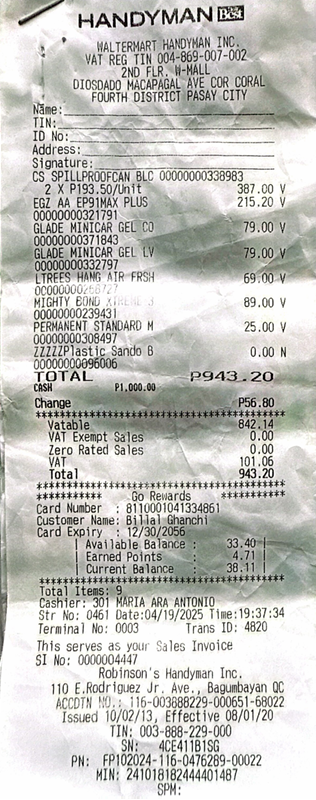 HANDYMAN Do it Best
WALTERMART HANDYMAN INC.
VAT REG TIN 004-869-007-002
2ND FLR. W-MALL
DIOSDADO MACAPAGAL AVE COR CORAL
FOURTH DISTRICT PASAY CITY
Name:
TIN:
ID No:
Address:
Signature:
CS SPILLPROOFCAN BLC 00000000338983
2 X P193.50/Unit 387.00 V
EGZ AA EP91MAX PLUS 215.20 V
00000000321791
GLADE MINICAR GEL CO 79.00 V
00000000371843
GLADE MINICAR GEL LV 79.00 V
00000000332797
LTREES HANG AIR FRSH 69.00 V
MIGHTY BOND XTREME 3 89.00 V
00000000239431
PERMANENT STANDARD M 25.00 V
00000000308497
ZZZZZPlastic Sando B 0.00 N
00000000096006
TOTAL P943.20
CASH P1,000.00
Change P56.80
Vatable 842.14
VAT Exempt Sales 0.00
Zero Rated Sales 0.00
VAT 101.06
Total 943.20
Go Rewards
Card Number : 8110001041334861
Customer Name: Billal Ghanchi
Card Expiry : 12/30/2056
Available Balance : 33.40
Earned Points : 4.71
Current Balance : 38.11
Total Items: 9
Cashier: 301 MARIA ARA ANTONIO
Str No: 0461 Date:04/19/2025 Time:19:37:34
Terminal No: 0003 Trans ID: 4820
This serves as your Sales Invoice
SI No: 0000004447
Robinson's Handyman Inc.
110 E.Rodriguez Jr. Ave., Bagumbayan QC
ACCDTN NO.: 116-003888229-000651-68022
Issued 10/02/13, Effective 08/01/20
TIN: 003-888-229-000
SN: 4CE411B1SG
PN: FP102024-116-0476289-00022
MIN: 241018182444401487
SPM: